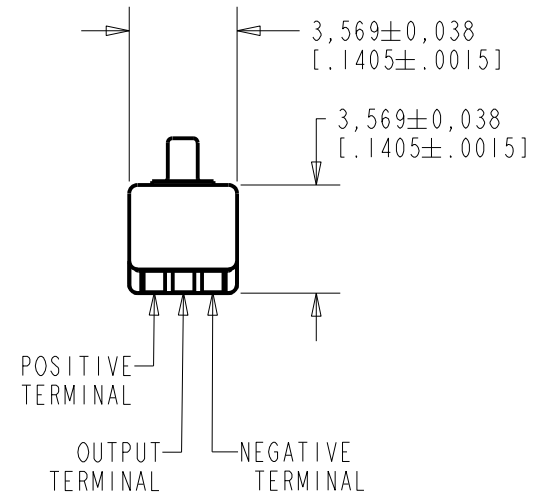 3,569±0,038
[.1405±.0015]
3,569±0,038
[.1405±.0015]
POSITIVE
TERMINAL
OUTPUT
TERMINAL
NEGATIVE
TERMINAL